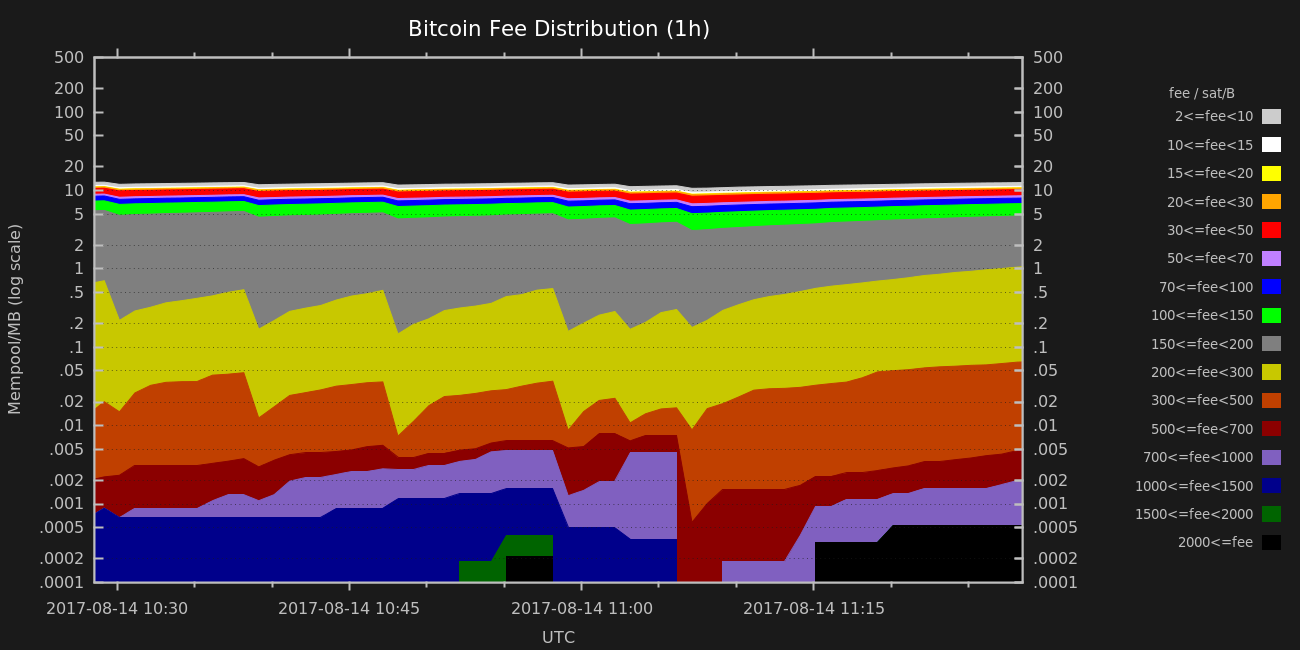 Bitcoin Fee Distribution (1h)
500
200
100
50
20
10
5
2
1
.5
.2
.1
.05
.02
.01
.005
.002
.001
.0005
.0002
.0001
Mempool/MB (log scale)
500
200
100
50
20
10
5
2
1
.5
.2
.1
.05
.02
.01
.005
.002
.001
.0005
.0002
.0001
2017-08-14 10:30 2017-08-14 10:45 2017-08-14 11:00 2017-08-14 11:15
UTC
fee / sat/B
2<=fee<10
10<=fee<15
15<=fee<20
20<=fee<30
30<=fee<50
50<=fee<70
70<=fee<100
100<=fee<150
150<=fee<200
200<=fee<300
300<=fee<500
500<=fee<700
700<=fee<1000
1000<=fee<1500
1500<=fee<2000
2000<=fee